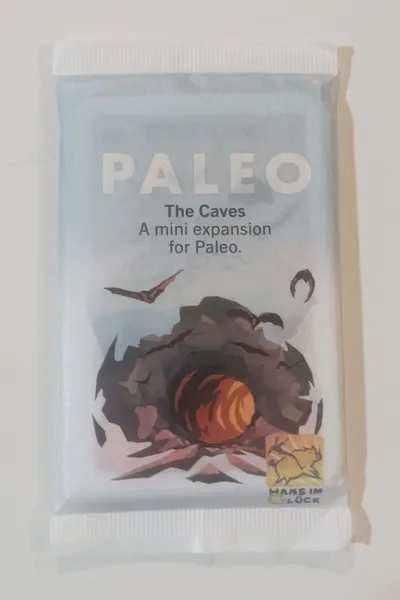 PALEO
The Caves
A mini expansion
for Paleo.
HANS IM
GLÜCK